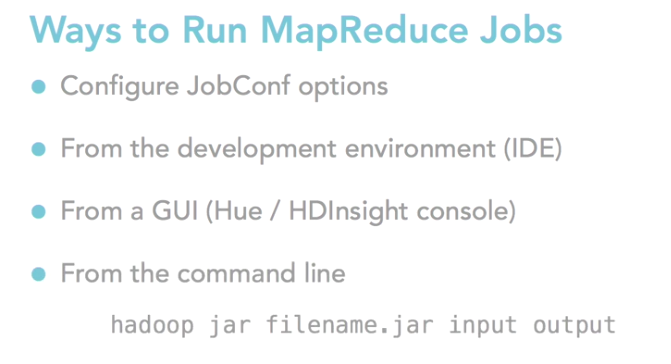 Ways to Run MapReduce Jobs
● Configure JobConf options
● From the development environment (IDE)
● From a GUI (Hue / HDInsight console)
● From the command line
hadoop jar filename.jar input output